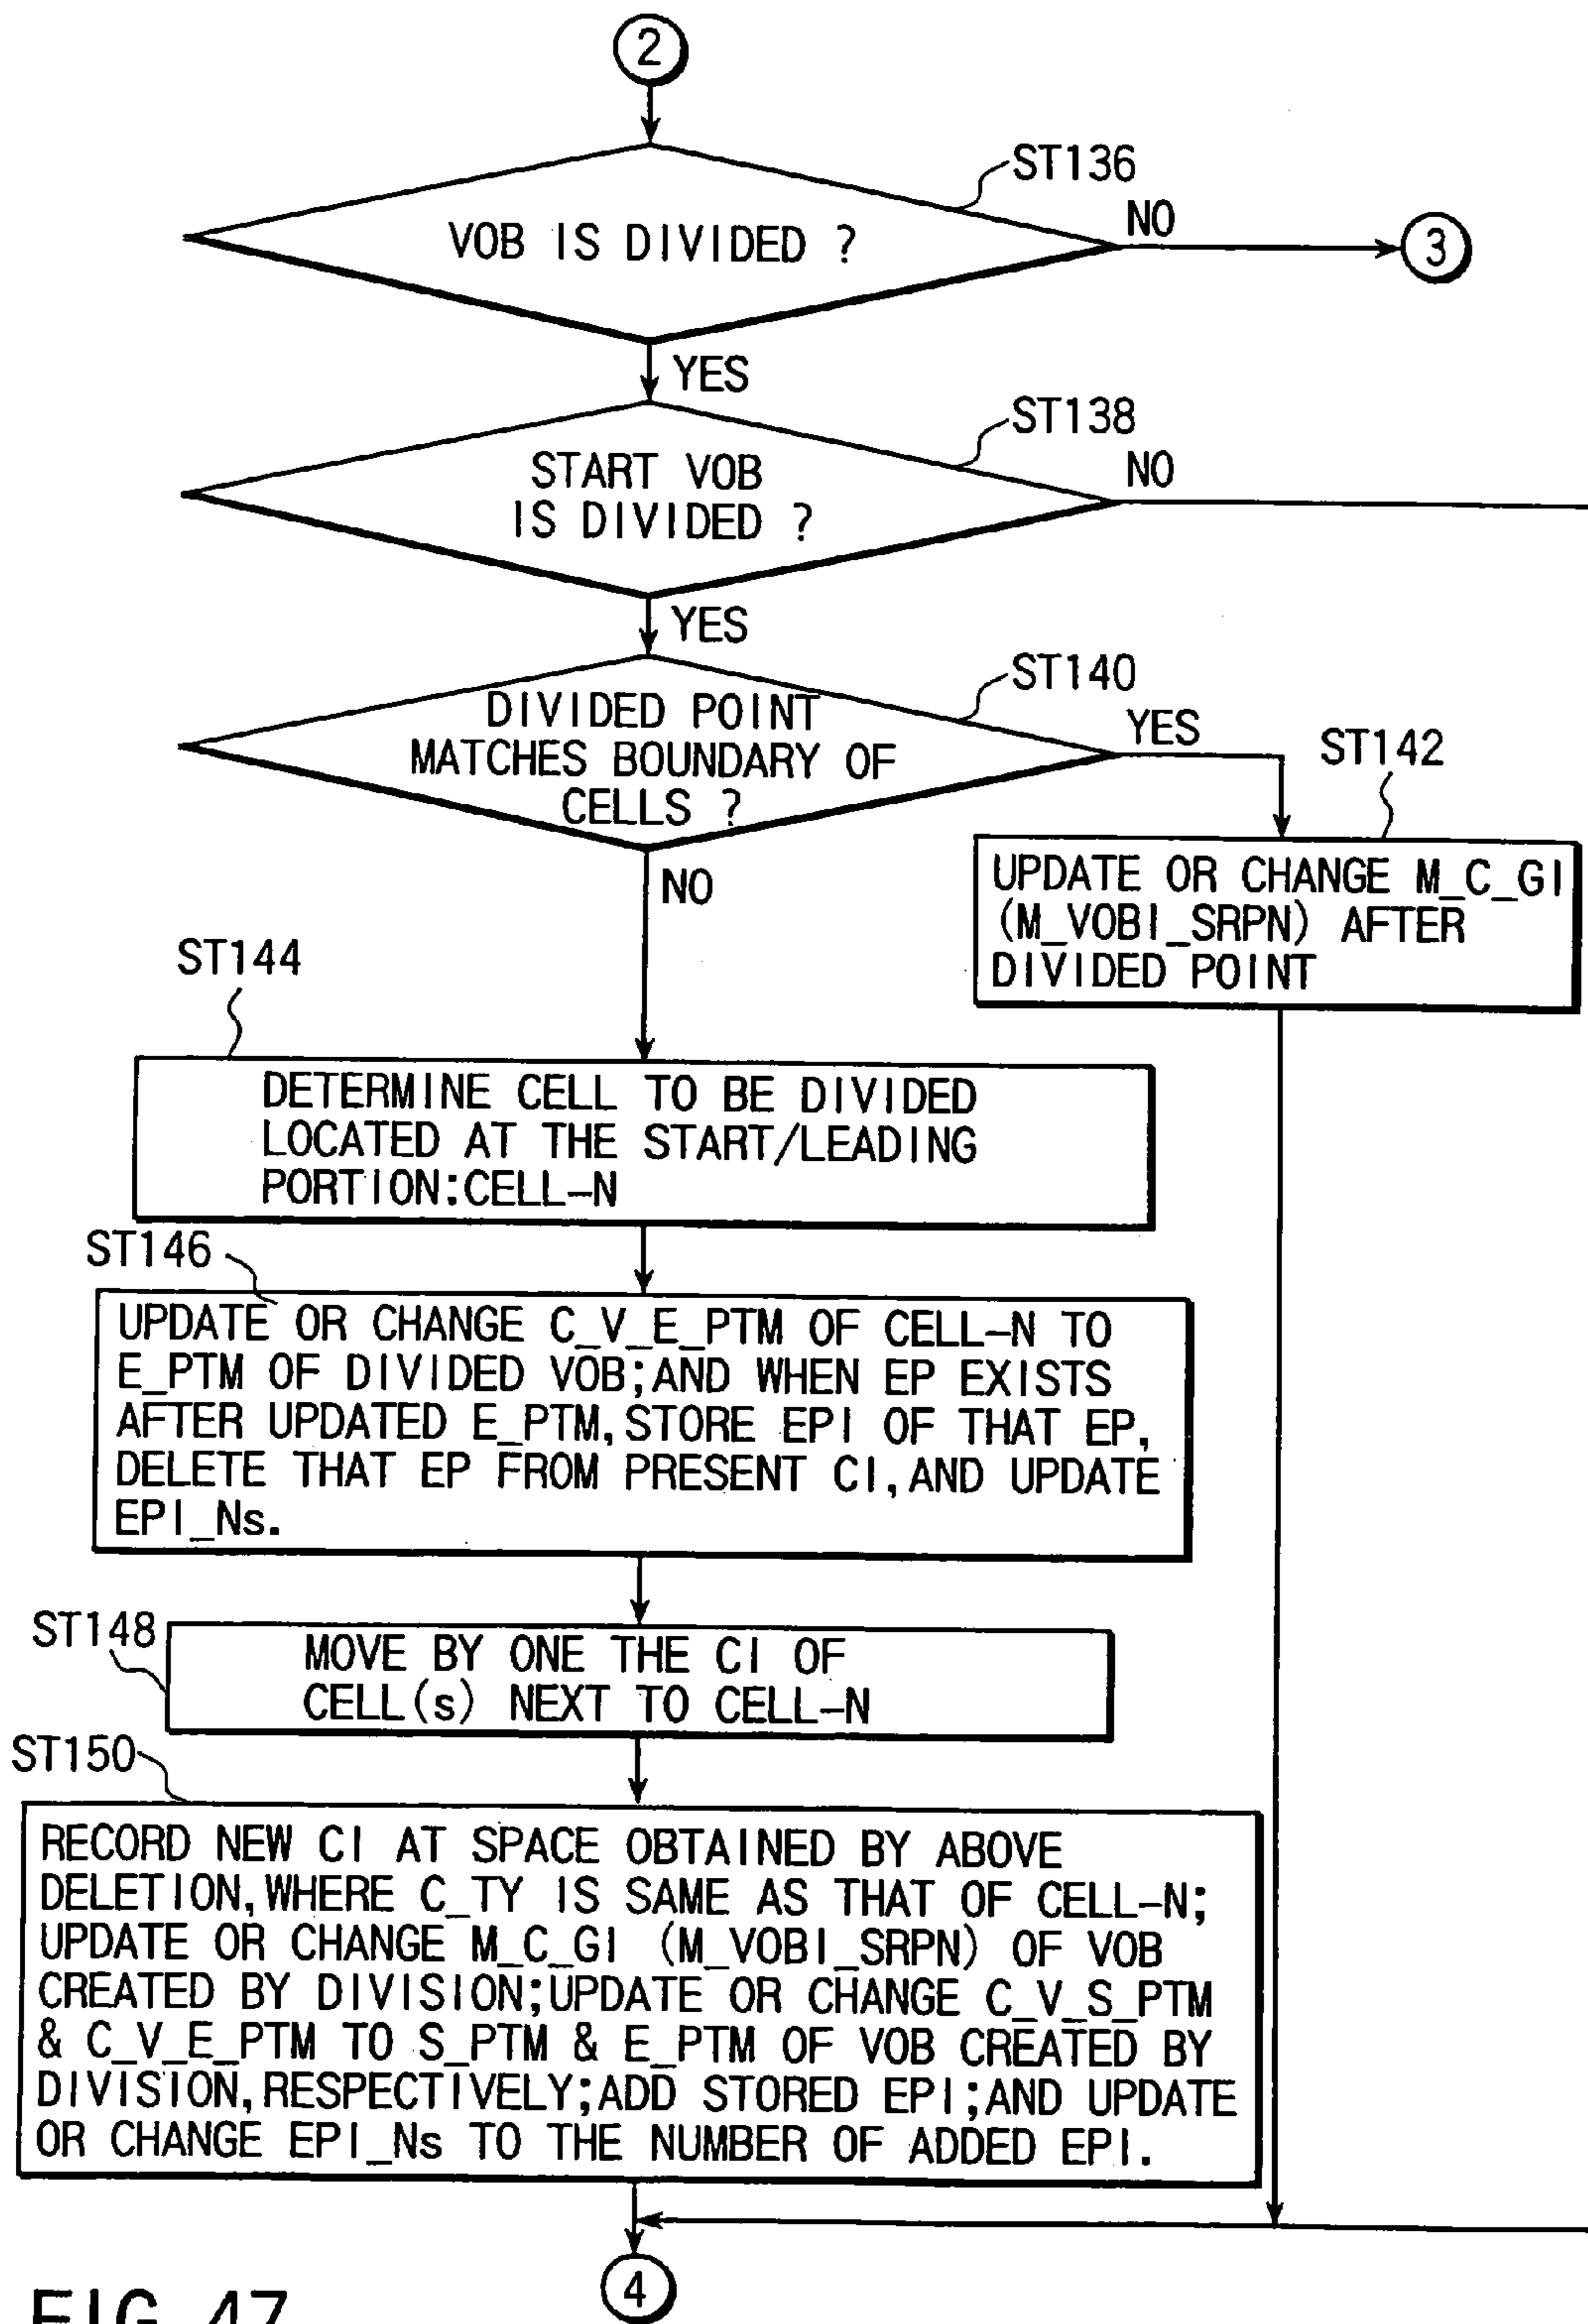 2
ST136
VOB IS DIVIDED ?
NO
3
YES
ST138
START VOB
IS DIVIDED ?
NO
YES
ST140
DIVIDED POINT
MATCHES BOUNDARY OF
CELLS ?
YES
ST142
UPDATE OR CHANGE M_C_GI
(M_VOBI_SRPN) AFTER
DIVIDED POINT
NO
ST144
DETERMINE CELL TO BE DIVIDED
LOCATED AT THE START/LEADING
PORTION:CELL-N
ST146
UPDATE OR CHANGE C_V_E_PTM OF CELL-N TO
E_PTM OF DIVIDED VOB;AND WHEN EP EXISTS
AFTER UPDATED E_PTM,STORE EPI OF THAT EP,
DELETE THAT EP FROM PRESENT CI,AND UPDATE
EPI_Ns.
ST148
MOVE BY ONE THE CI OF
CELL(s) NEXT TO CELL-N
ST150
RECORD NEW CI AT SPACE OBTAINED BY ABOVE
DELETION,WHERE C_TY IS SAME AS THAT OF CELL-N;
UPDATE OR CHANGE M_C_GI (M_VOBI_SRPN) OF VOB
CREATED BY DIVISION;UPDATE OR CHANGE C_V_S_PTM
& C_V_E_PTM TO S_PTM & E_PTM OF VOB CREATED BY
DIVISION,RESPECTIVELY;ADD STORED EPI;AND UPDATE
OR CHANGE EPI_Ns TO THE NUMBER OF ADDED EPI.
4
FIG. 47